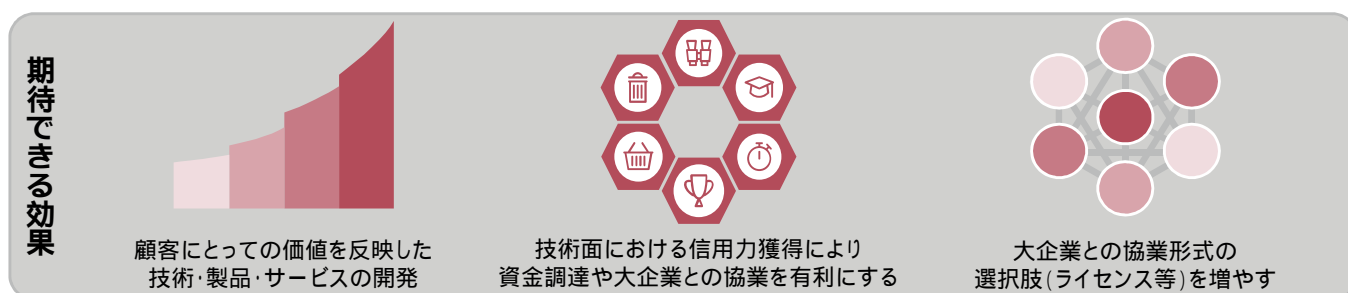 期待できる効果
顧客にとっての価値を反映した
技術・製品・サービスの開発
技術面における信用力獲得により
資金調達や大企業との協業を有利にする
大企業との協業形式の
選択肢(ライセンス等)を増やす